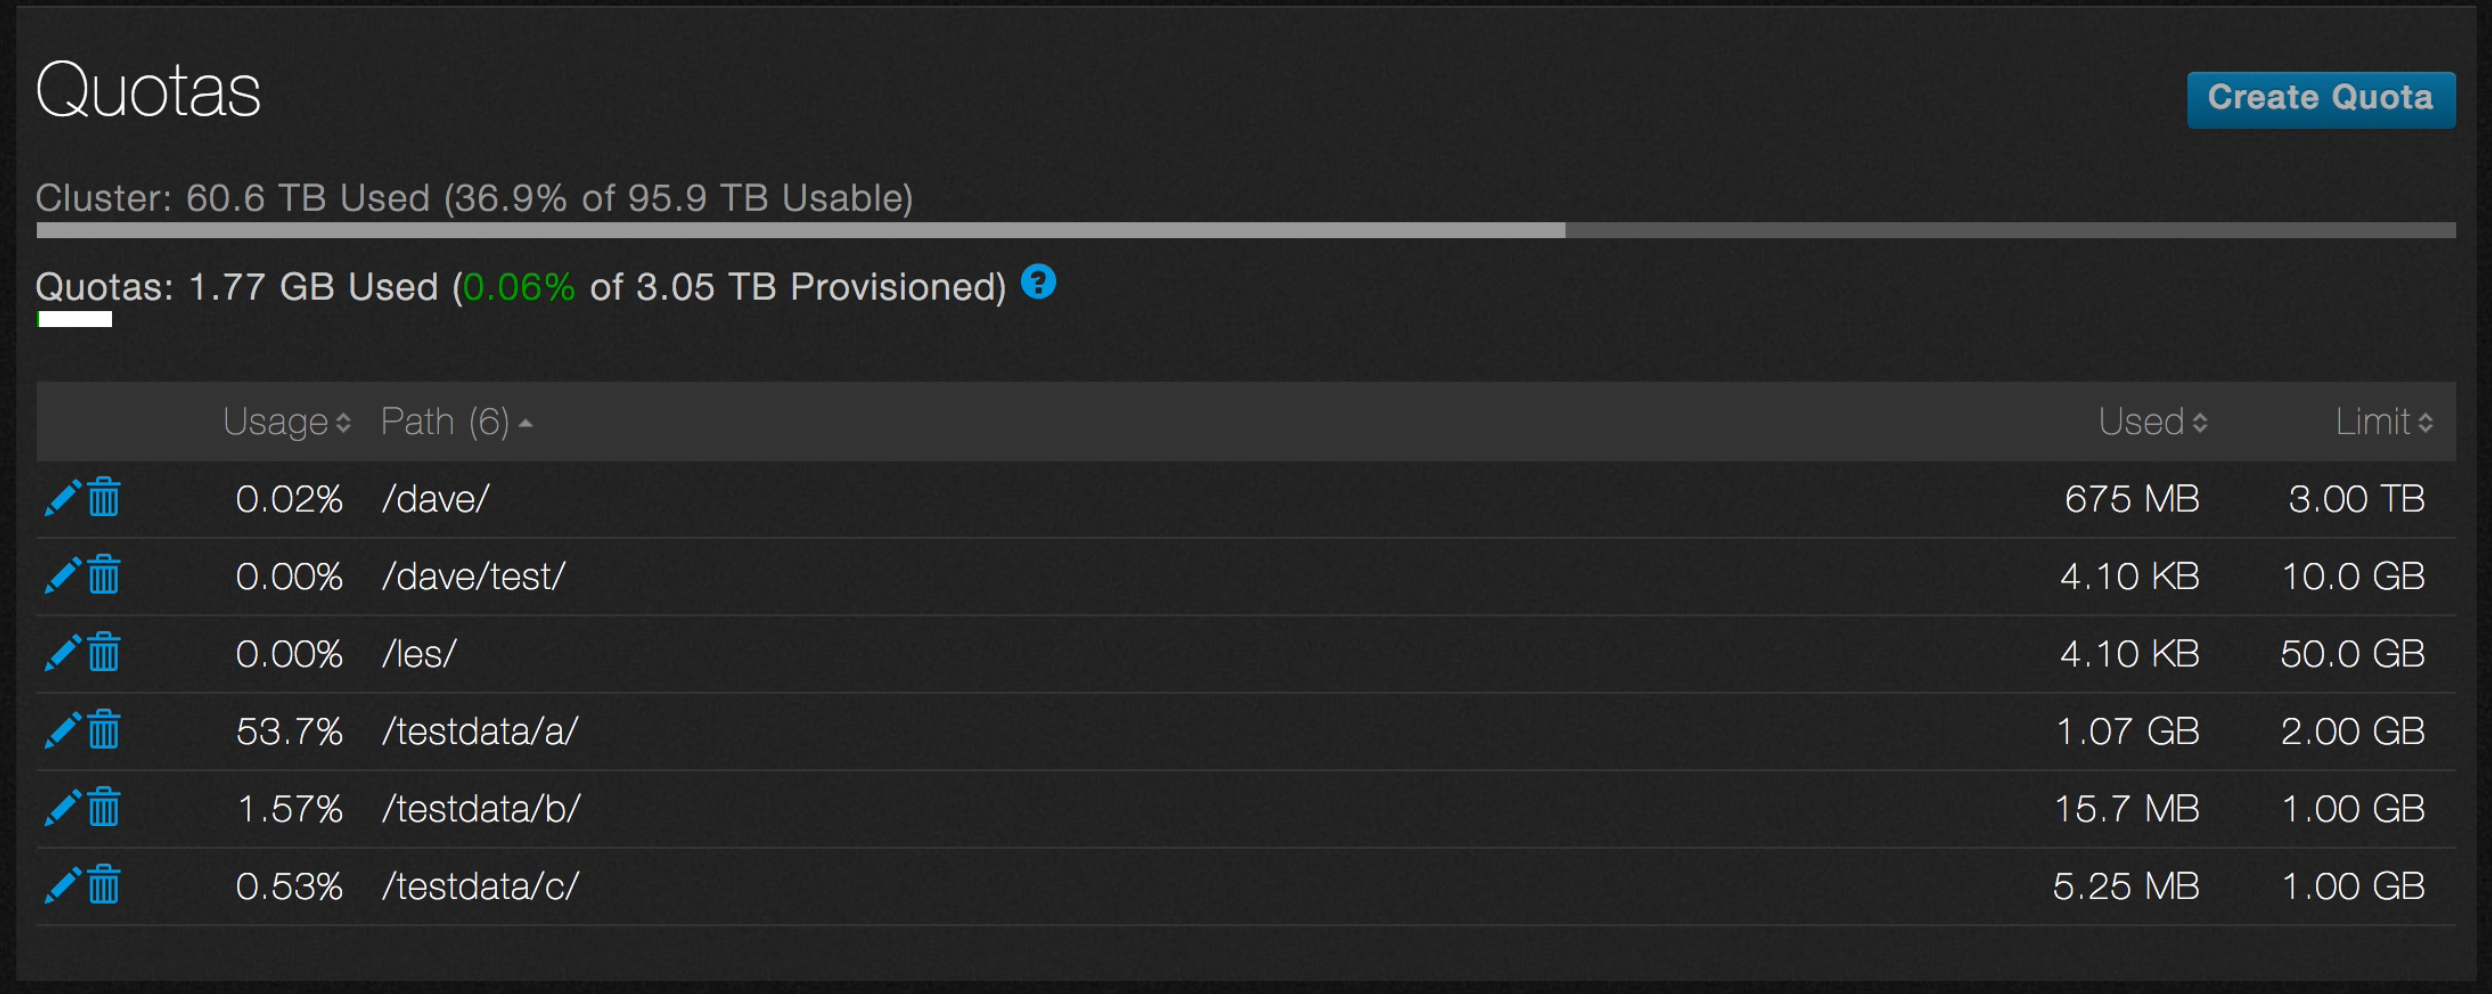 Quotas
Create Quota
Cluster: 60.6 TB Used (36.9% of 95.9 TB Usable)
Quotas: 1.77 GB Used (0.06% of 3.05 TB Provisioned) ?
Usage Path (6) Used Limit
0.02% /dave/ 675 MB 3.00 TB
0.00% /dave/test/ 4.10 KB 10.0 GB
0.00% /les/ 4.10 KB 50.0 GB
53.7% /testdata/a/ 1.07 GB 2.00 GB
1.57% /testdata/b/ 15.7 MB 1.00 GB
0.53% /testdata/c/ 5.25 MB 1.00 GB